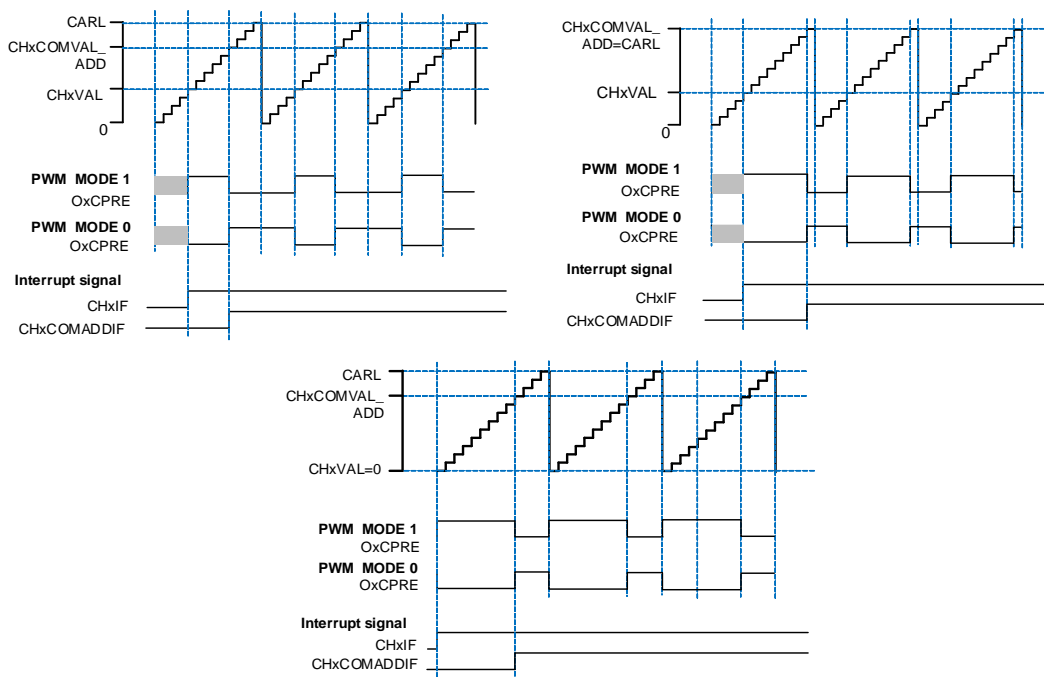 CARL
CHxCOMVAL_
ADD
CHxVAL
0
PWM MODE 1
OxCPRE
PWM MODE 0
OxCPRE
Interrupt signal
CHxIF
CHxCOMADDIF
CHxCOMVAL_
ADD=CARL
CHxVAL
0
PWM MODE 1
OxCPRE
PWM MODE 0
OxCPRE
Interrupt signal
CHxIF
CHxCOMADDIF
CARL
CHxCOMVAL_
ADD
CHxVAL=0
PWM MODE 1
OxCPRE
PWM MODE 0
OxCPRE
Interrupt signal
CHxIF
CHxCOMADDIF